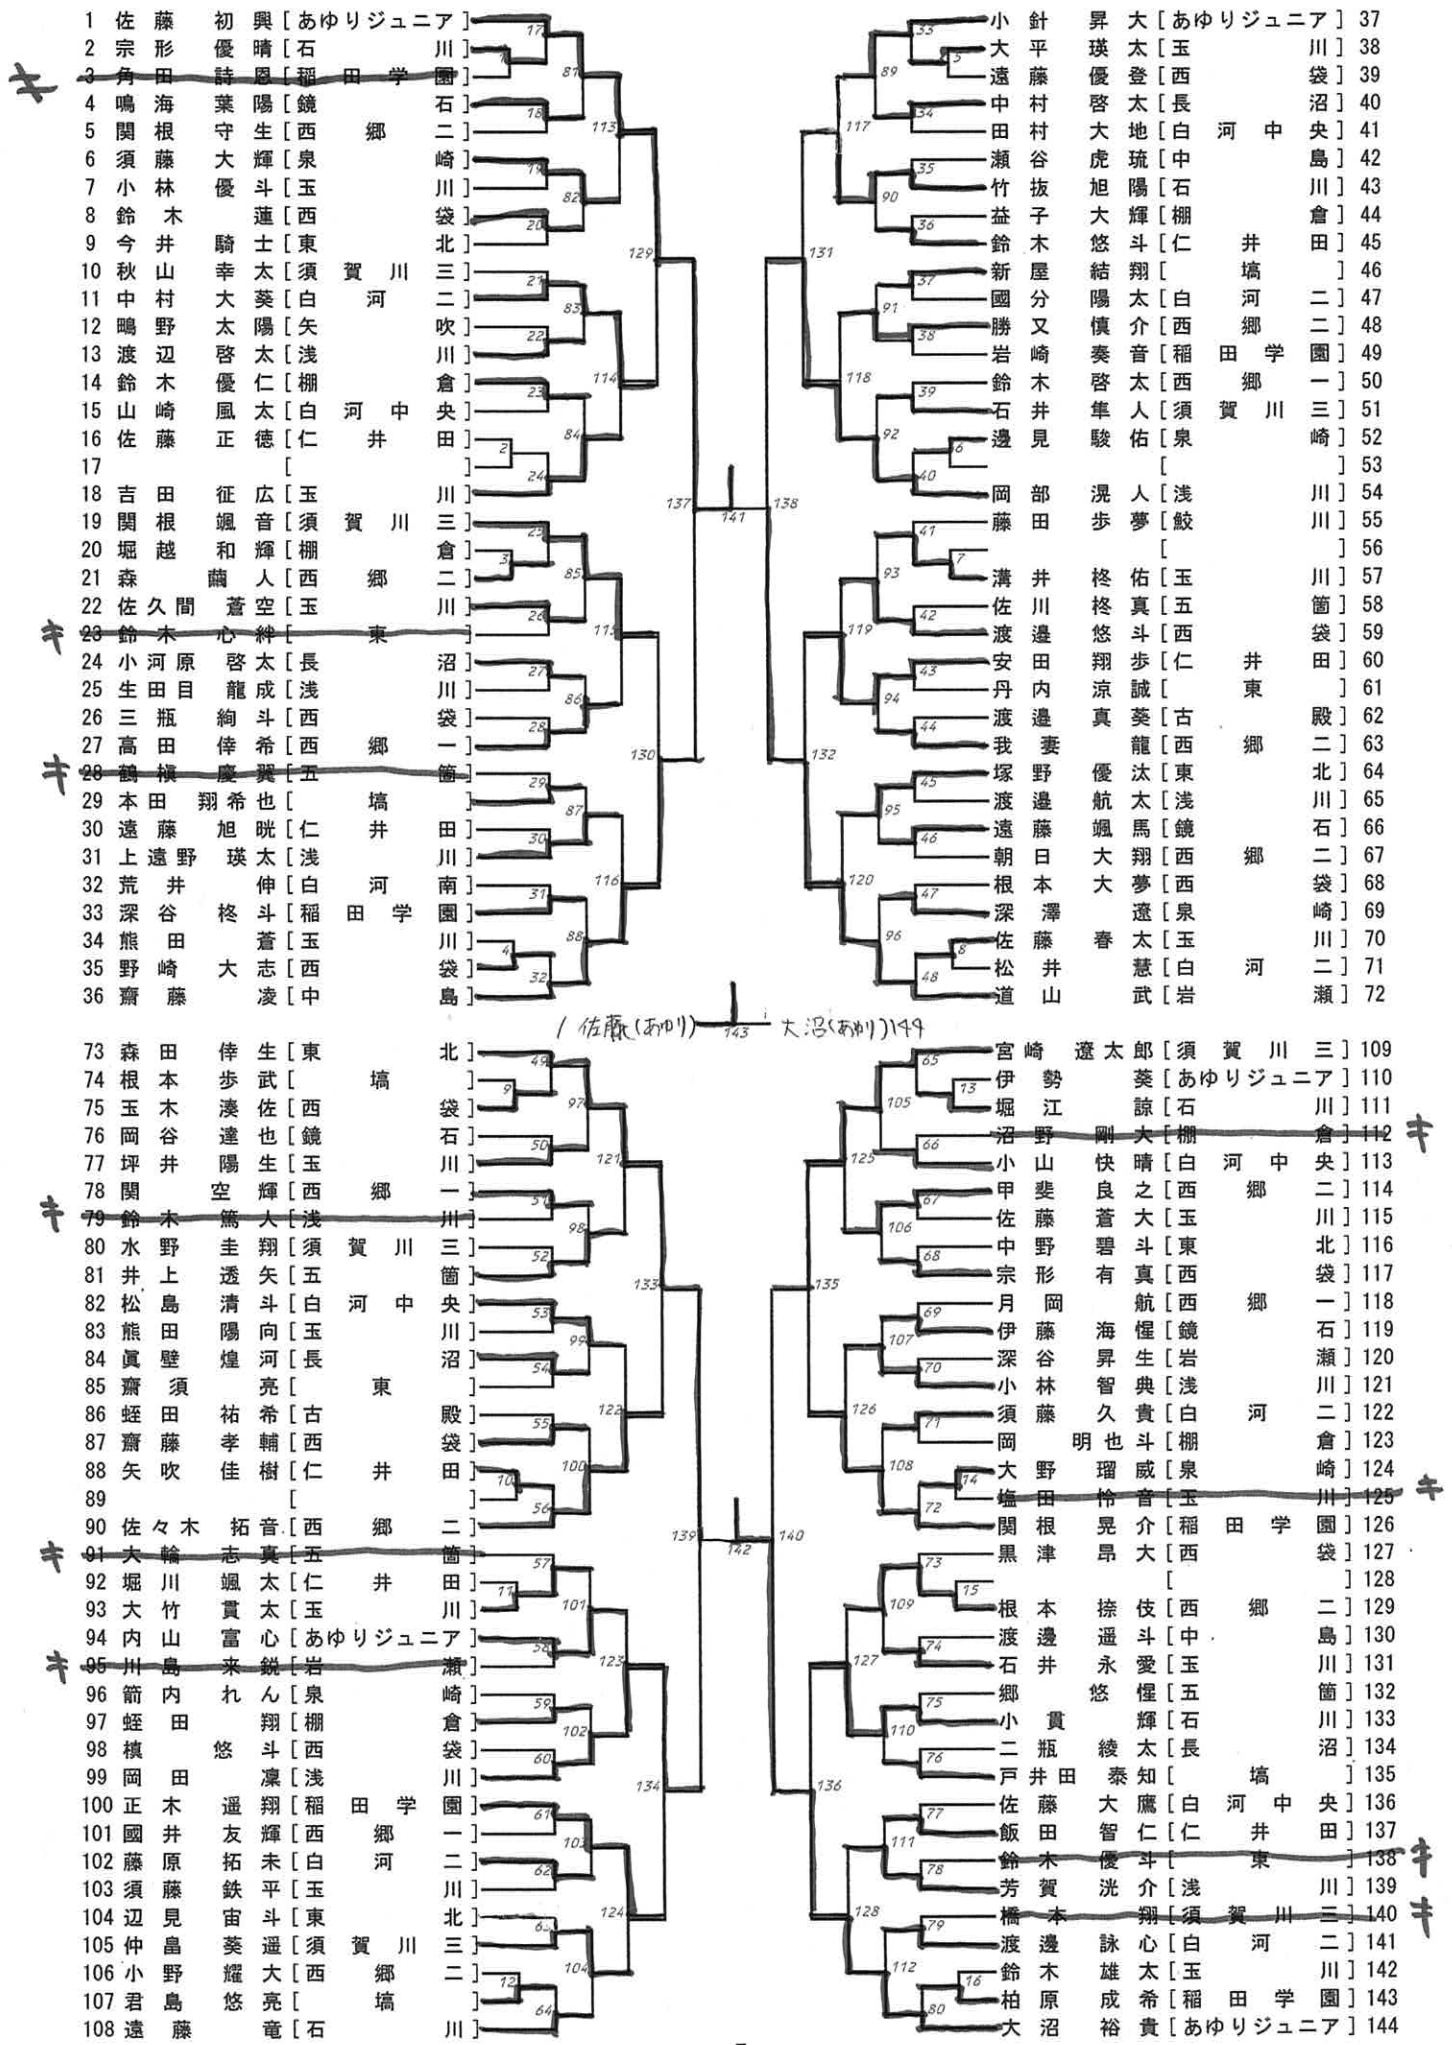 1 佐藤 初興 [あゆりジュニア]
2 宗形 優晴 [石川]
キ 3 角田 詩恩 [稲田学園]
4 鳴海 葉陽 [鏡石]
5 関根 守生 [西郷二]
6 須藤 大輝 [泉崎]
7 小林 優斗 [玉川]
8 鈴木 蓮 [西袋]
9 今井 騎士 [東北]
10 秋山 幸太 [須賀川三]
11 中村 大葵 [白河二]
12 鴫野 太陽 [矢吹]
13 渡辺 啓太 [浅川]
14 鈴木 優仁 [棚倉]
15 山崎 風太 [白河中央]
16 佐藤 正徳 [仁井田]
17 [ ]
18 吉田 征広 [玉川]
19 関根 颯音 [須賀川三]
20 堀越 和輝 [棚倉]
21 森 繭人 [西郷二]
22 佐久間 蒼空 [玉川]
キ 23 鈴木 心絆 [東]
24 小河原 啓太 [長沼]
25 生田目 龍成 [浅川]
26 三瓶 絢斗 [西袋]
27 高田 倖希 [西郷一]
キ 28 鶴槇 慶翼 [五箇]
29 本田 翔希也 [塙]
30 遠藤 旭晄 [仁井田]
31 上遠野 瑛太 [浅川]
32 荒井 伸 [白河南]
33 深谷 柊斗 [稲田学園]
34 熊田 蒼 [玉川]
35 野崎 大志 [西袋]
36 齋藤 凌 [中島]
小針 昇大 [あゆりジュニア] 37
大平 瑛太 [玉川] 38
遠藤 優登 [西袋] 39
中村 啓太 [長沼] 40
田村 大地 [白河中央] 41
瀬谷 虎琉 [中島] 42
竹抜 旭陽 [石川] 43
益子 大輝 [棚倉] 44
鈴木 悠斗 [仁井田] 45
新屋 結翔 [塙] 46
國分 陽太 [白河二] 47
勝又 慎介 [西郷二] 48
岩崎 奏音 [稲田学園] 49
鈴木 啓太 [西郷一] 50
石井 隼人 [須賀川三] 51
邊見 駿佑 [泉崎] 52
[ ] 53
岡部 滉人 [浅川] 54
藤田 歩夢 [鮫川] 55
[ ] 56
溝井 柊佑 [玉川] 57
佐川 柊真 [五箇] 58
渡邉 悠斗 [西袋] 59
安田 翔歩 [仁井田] 60
丹内 涼誠 [東] 61
渡邉 真葵 [古殿] 62
我妻 龍 [西郷二] 63
塚野 優汰 [東北] 64
渡邉 航太 [浅川] 65
遠藤 颯馬 [鏡石] 66
朝日 大翔 [西郷二] 67
根本 大夢 [西袋] 68
深澤 遼 [泉崎] 69
佐藤 春太 [玉川] 70
松井 慧 [白河二] 71
道山 武 [岩瀬] 72
1 佐藤(あゆり) 143 大沼(あゆり)144
73 森田 倖生 [東北]
74 根本 歩武 [塙]
75 玉木 湊佐 [西袋]
76 岡谷 達也 [鏡石]
77 坪井 陽生 [玉川]
78 関 空輝 [西郷一]
キ 79 鈴木 篤人 [浅川]
80 水野 圭翔 [須賀川三]
81 井上 透矢 [五箇]
82 松島 清斗 [白河中央]
83 熊田 陽向 [玉川]
84 眞壁 煌河 [長沼]
85 齋須 亮 [東]
86 蛭田 祐希 [古殿]
87 齋藤 孝輔 [西袋]
88 矢吹 佳樹 [仁井田]
89 [ ]
90 佐々木 拓音 [西郷二]
キ 91 大輪 志真 [五箇]
92 堀川 颯太 [仁井田]
93 大竹 貫太 [玉川]
94 内山 富心 [あゆりジュニア]
キ 95 川島 来鋭 [岩瀬]
96 箭内 れん [泉崎]
97 蛭田 翔 [棚倉]
98 槙 悠斗 [西袋]
99 岡田 凜 [浅川]
100 正木 遥翔 [稲田学園]
101 國井 友輝 [西郷一]
102 藤原 拓未 [白河二]
103 須藤 鉄平 [玉川]
104 辺見 宙斗 [東北]
105 仲畠 葵遥 [須賀川三]
106 小野 耀大 [西郷二]
107 君島 悠亮 [塙]
108 遠藤 竜 [石川]
宮崎 遼太郎 [須賀川三] 109
伊勢 葵 [あゆりジュニア] 110
堀江 諒 [石川] 111
沼野 剛大 [棚倉] 112 キ
小山 快晴 [白河中央] 113
甲斐 良之 [西郷二] 114
佐藤 蒼大 [玉川] 115
中野 碧斗 [東北] 116
宗形 有真 [西袋] 117
月岡 航 [西郷一] 118
伊藤 海惺 [鏡石] 119
深谷 昇生 [岩瀬] 120
小林 智典 [浅川] 121
須藤 久貴 [白河二] 122
岡 明也斗 [棚倉] 123
大野 瑠威 [泉崎] 124
塩田 怜音 [玉川] 125 キ
関根 晃介 [稲田学園] 126
黒津 昂大 [西袋] 127
[ ] 128
根本 捺伎 [西郷二] 129
渡邊 遥斗 [中島] 130
石井 永愛 [玉川] 131
郷 悠惺 [五箇] 132
小貫 輝 [石川] 133
二瓶 綾太 [長沼] 134
戸井田 泰知 [塙] 135
佐藤 大鷹 [白河中央] 136
飯田 智仁 [仁井田] 137
鈴木 優斗 [東] 138 キ
芳賀 洸介 [浅川] 139
橋本 翔 [須賀川三] 140 キ
渡邊 詠心 [白河二] 141
鈴木 雄太 [玉川] 142
柏原 成希 [稲田学園] 143
大沼 裕貴 [あゆりジュニア] 144